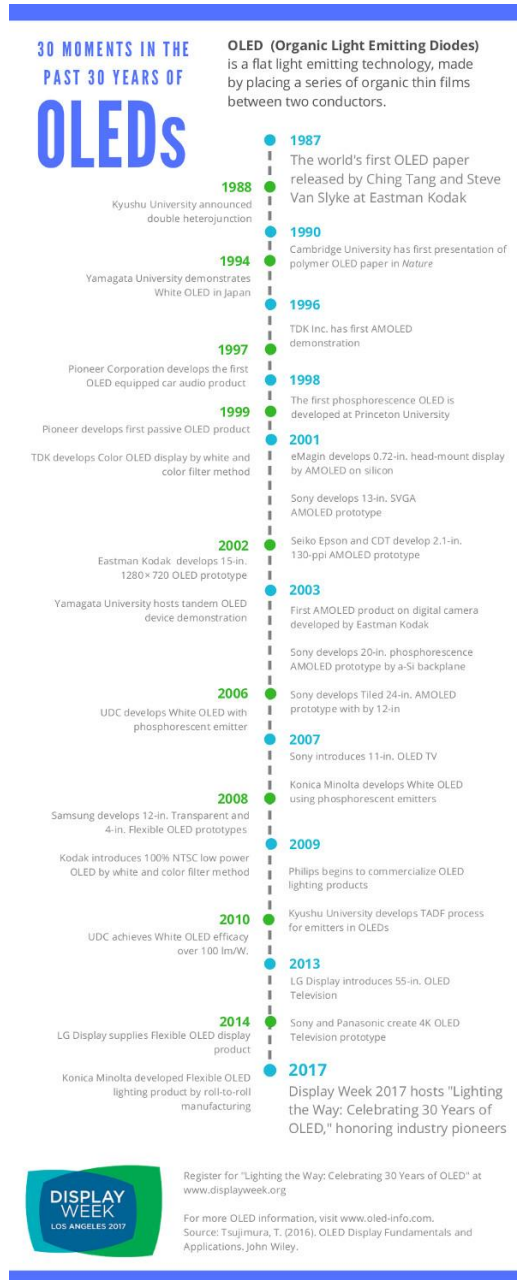 30 MOMENTS IN THE
PAST 30 YEARS OF
OLEDs
OLED (Organic Light Emitting Diodes)
is a flat light emitting technology, made
by placing a series of organic thin films
between two conductors.
1987
The world's first OLED paper
released by Ching Tang and Steve
Van Slyke at Eastman Kodak
1988
Kyushu University announced
double heterojunction
1990
Cambridge University has first presentation of
polymer OLED paper in Nature
1994
Yamagata University demonstrates
White OLED in Japan
1996
TDK Inc. has first AMOLED
demonstration
1997
Pioneer Corporation develops the first
OLED equipped car audio product
1998
The first phosphorescence OLED is
developed at Princeton University
1999
Pioneer develops first passive OLED product
TDK develops Color OLED display by white and
color filter method
2001
eMagin develops 0.72-in. head-mount display
by AMOLED on silicon
Sony develops 13-in. SVGA
AMOLED prototype
Seiko Epson and CDT develop 2.1-in.
130-ppi AMOLED prototype
2002
Eastman Kodak develops 15-in.
1280×720 OLED prototype
Yamagata University hosts tandem OLED
device demonstration
2003
First AMOLED product on digital camera
developed by Eastman Kodak
Sony develops 20-in. phosphorescence
AMOLED prototype by a-Si backplane
Sony develops Tiled 24-in. AMOLED
prototype with by 12-in
2006
UDC develops White OLED with
phosphorescent emitter
2007
Sony introduces 11-in. OLED TV
Konica Minolta develops White OLED
using phosphorescent emitters
2008
Samsung develops 12-in. Transparent and
4-in. Flexible OLED prototypes
Kodak introduces 100% NTSC low power
OLED by white and color filter method
2009
Philips begins to commercialize OLED
lighting products
Kyushu University develops TADF process
for emitters in OLEDs
2010
UDC achieves White OLED efficacy
over 100 lm/W.
2013
LG Display introduces 55-in. OLED
Television
Sony and Panasonic create 4K OLED
Television prototype
2014
LG Display supplies Flexible OLED display
product
Konica Minolta developed Flexible OLED
lighting product by roll-to-roll
manufacturing
2017
Display Week 2017 hosts "Lighting
the Way: Celebrating 30 Years of
OLED," honoring industry pioneers
DISPLAY
WEEK
LOS ANGELES 2017
Register for "Lighting the Way: Celebrating 30 Years of OLED" at
www.displayweek.org
For more OLED information, visit www.oled-info.com.
Source: Tsujimura, T. (2016). OLED Display Fundamentals and
Applications. John Wiley.